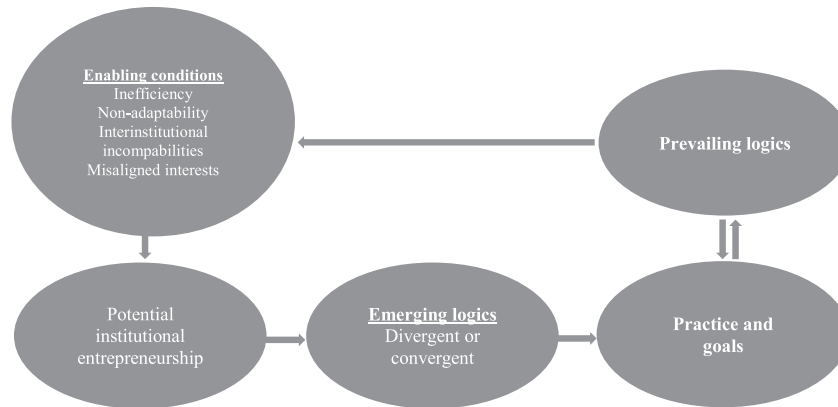 Enabling conditions
Inefficiency
Non-adaptability
Interinstitutional
incompabilities
Misaligned interests
Prevailing logics
Potential
institutional
entrepreneurship
Emerging logics
Divergent or
convergent
Practice and
goals